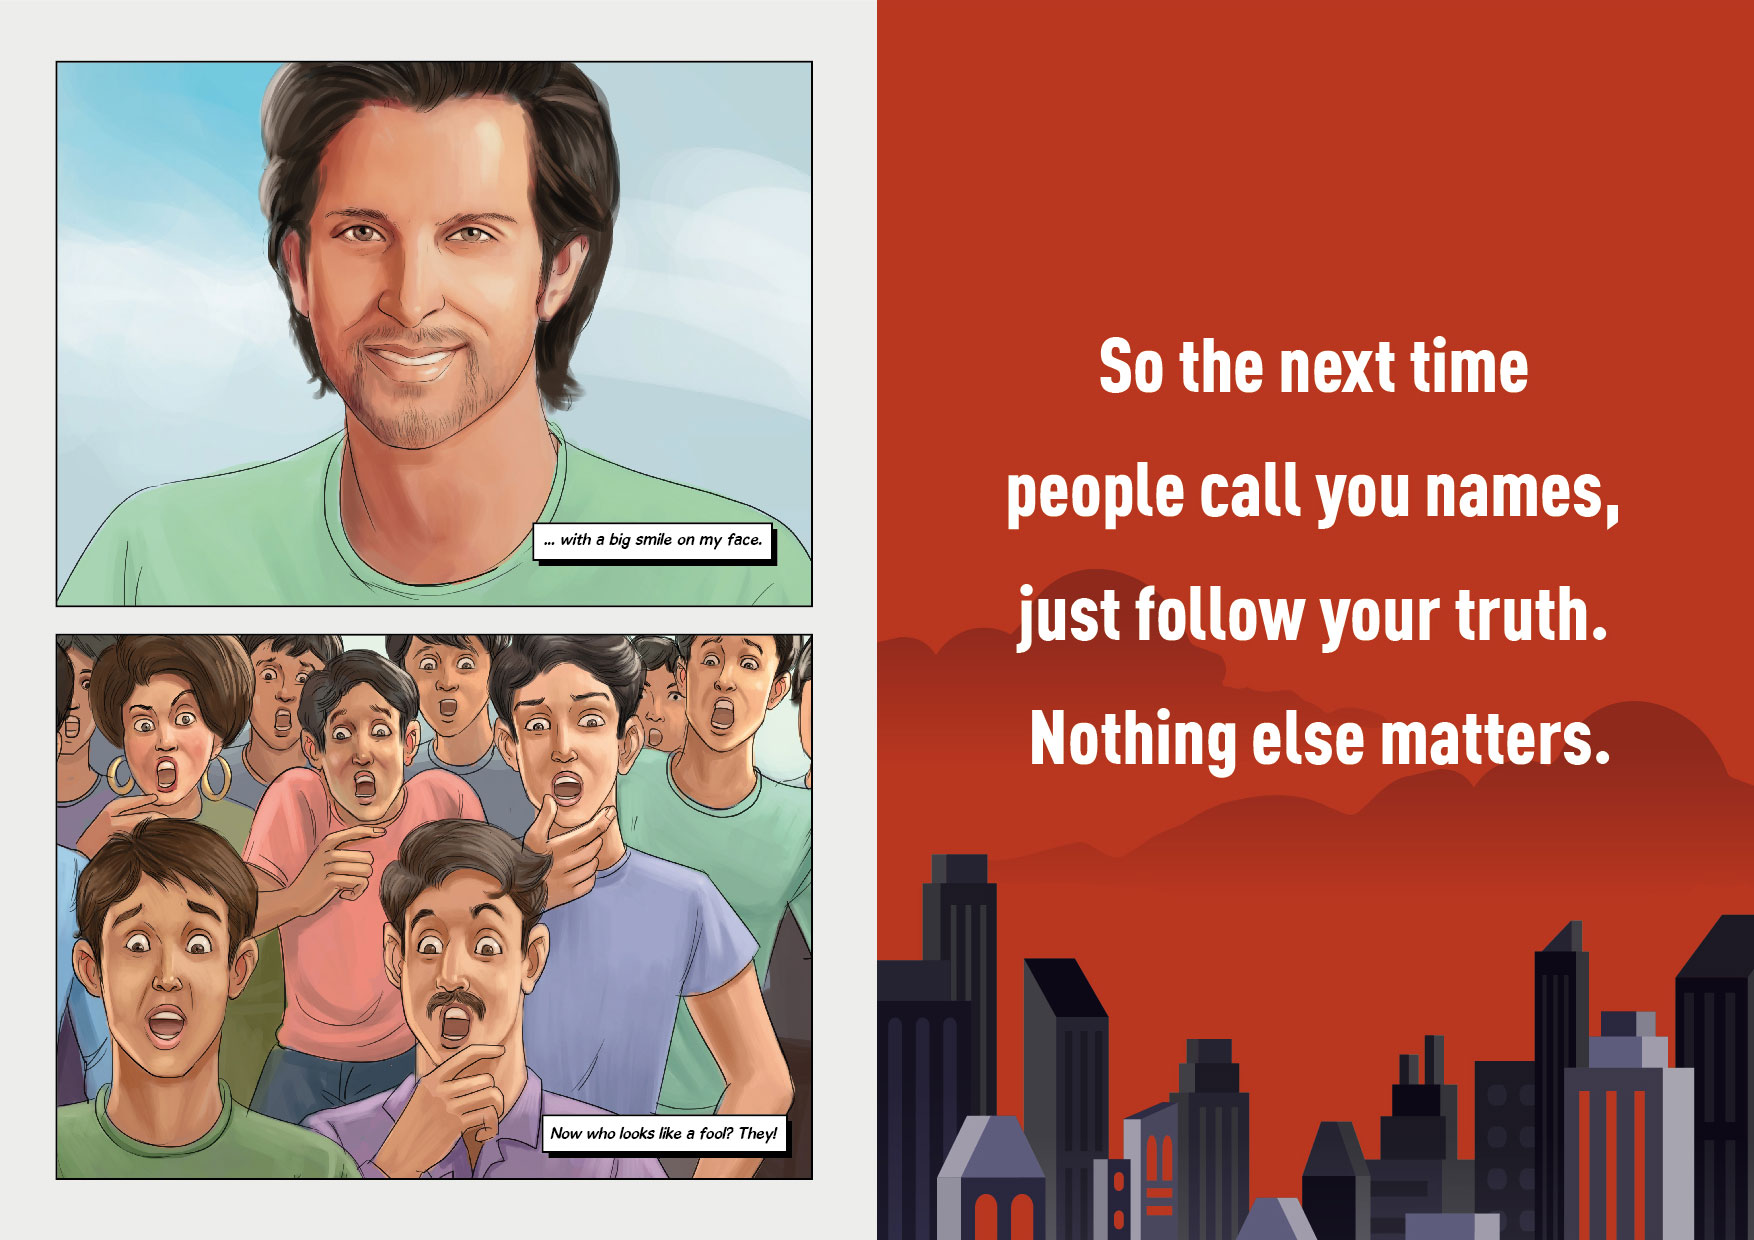 ... with a big smile on my face.
Now who looks like a fool? They!
So the next time
people call you names,
just follow your truth.
Nothing else matters.